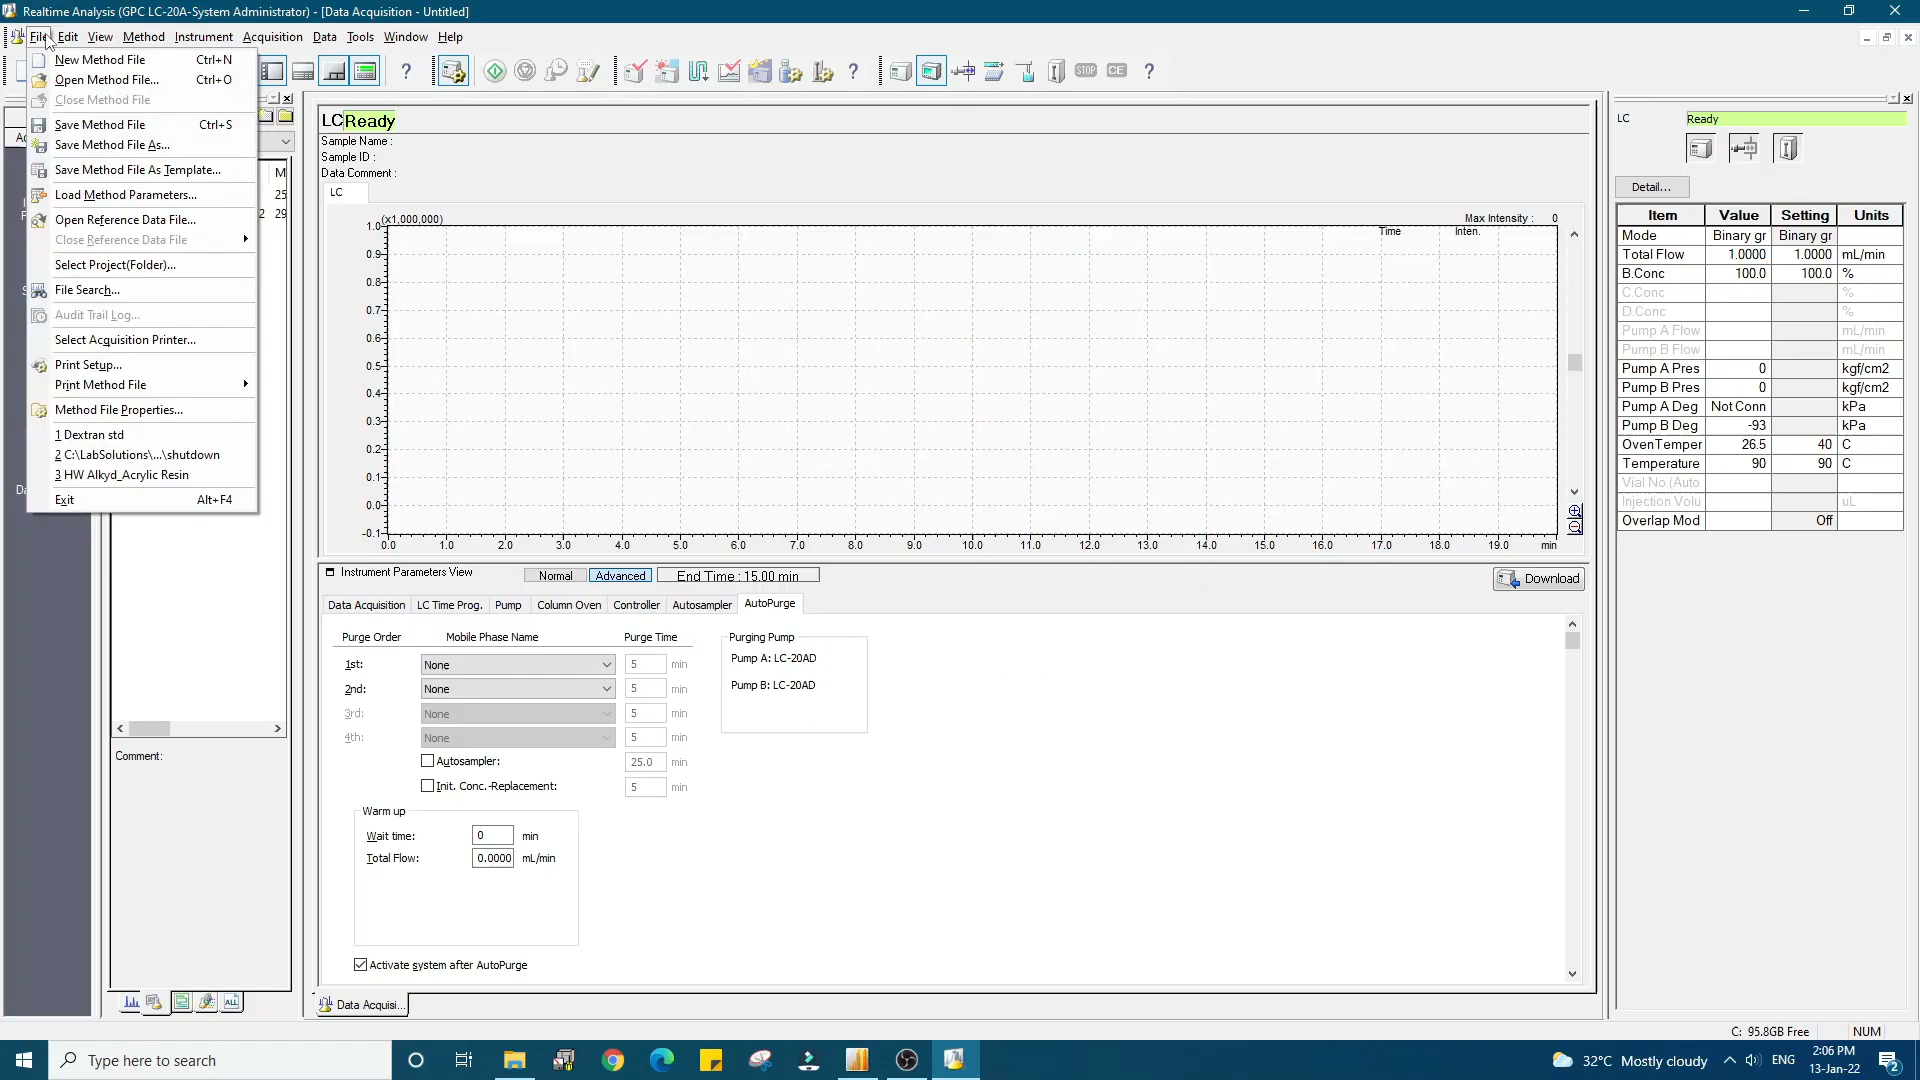 Realtime Analysis (GPC LC-20A-System Administrator) - [Data Acquisition - Untitled]
File Edit View Method Instrument Acquisition Data Tools Window Help
New Method File Ctrl+N
Open Method File... Ctrl+O
Close Method File
Save Method File Ctrl+S
Save Method File As...
Save Method File As Template...
Load Method Parameters...
Open Reference Data File...
Close Reference Data File
Select Project(Folder)...
File Search...
Audit Trail Log...
Select Acquisition Printer...
Print Setup...
Print Method File
Method File Properties...
1 Dextran std
2 C:\LabSolutions\...\shutdown
3 HW Alkyd_Acrylic Resin
Exit Alt+F4
M
25
2 29
Comment:
ALL
STOP CE
LC Ready
Sample Name :
Sample ID :
Data Comment :
LC
(x1,000,000)
Max Intensity : 0
Time Inten.
1.0
0.9
0.8
0.7
0.6
0.5
0.4
0.3
0.2
0.1
0.0
-0.1
0.0 1.0 2.0 3.0 4.0 5.0 6.0 7.0 8.0 9.0 10.0 11.0 12.0 13.0 14.0 15.0 16.0 17.0 18.0 19.0 min
Instrument Parameters View Normal Advanced End Time : 15.00 min Download
Data Acquisition LC Time Prog. Pump Column Oven Controller Autosampler AutoPurge
Purge Order Mobile Phase Name Purge Time
1st: None 5 min
2nd: None 5 min
3rd: None 5 min
4th: None 5 min
Autosampler: 25.0 min
Init. Conc.-Replacement: 5 min
Purging Pump
Pump A: LC-20AD
Pump B: LC-20AD
Warm up
Wait time: 0 min
Total Flow: 0.0000 mL/min
Activate system after AutoPurge
Data Acquisi...
LC Ready
Detail...
Item Value Setting Units
Mode Binary gr Binary gr
Total Flow 1.0000 1.0000 mL/min
B.Conc 100.0 100.0 %
C.Conc %
D.Conc %
Pump A Flow mL/min
Pump B Flow mL/min
Pump A Pres 0 kgf/cm2
Pump B Pres 0 kgf/cm2
Pump A Deg Not Conn kPa
Pump B Deg -93 kPa
OvenTemper 26.5 40 C
Temperature 90 90 C
Vial No.(Auto
Injection Volu uL
Overlap Mod Off
C: 95.8GB Free NUM
Type here to search
32°C Mostly cloudy ENG 2:06 PM
13-Jan-22
2